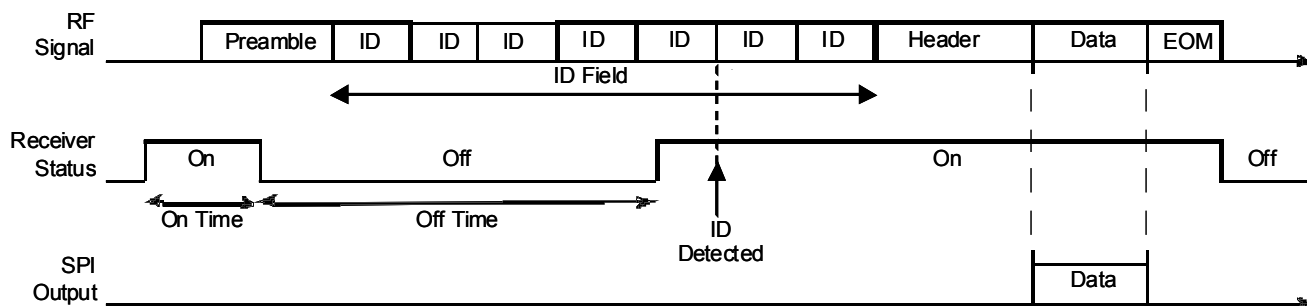 RF
Signal
Preamble ID ID ID ID ID ID ID Header Data EOM
ID Field
Receiver
Status
On Off On Off
On Time Off Time
ID
Detected
SPI
Output
Data